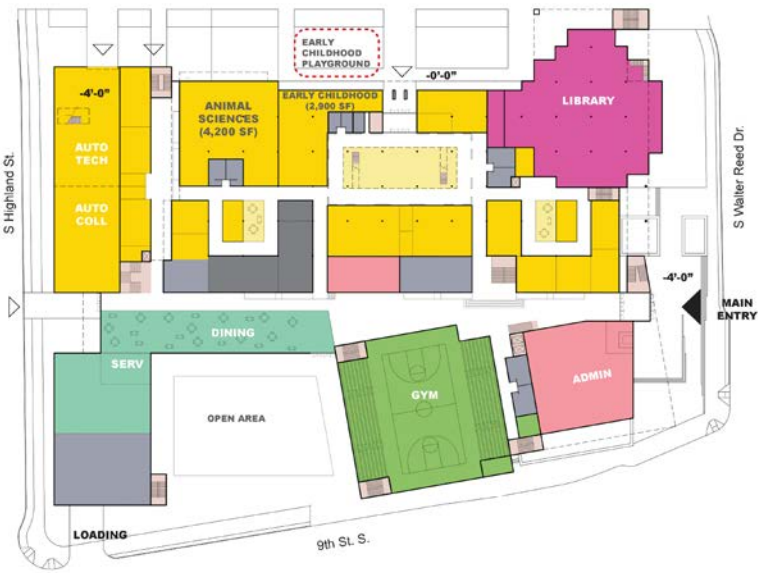 EARLY
CHILDHOOD
PLAYGROUND
-0'-0"
-4'-0"
ANIMAL
SCIENCES
(4,200 SF)
EARLY CHILDHOOD
(2,900 SF)
LIBRARY
AUTO
TECH
AUTO
COLL
S Highland St.
S Walter Reed Dr.
-4'-0"
MAIN
ENTRY
DINING
SERV
GYM
ADMIN
OPEN AREA
LOADING
9th St. S.